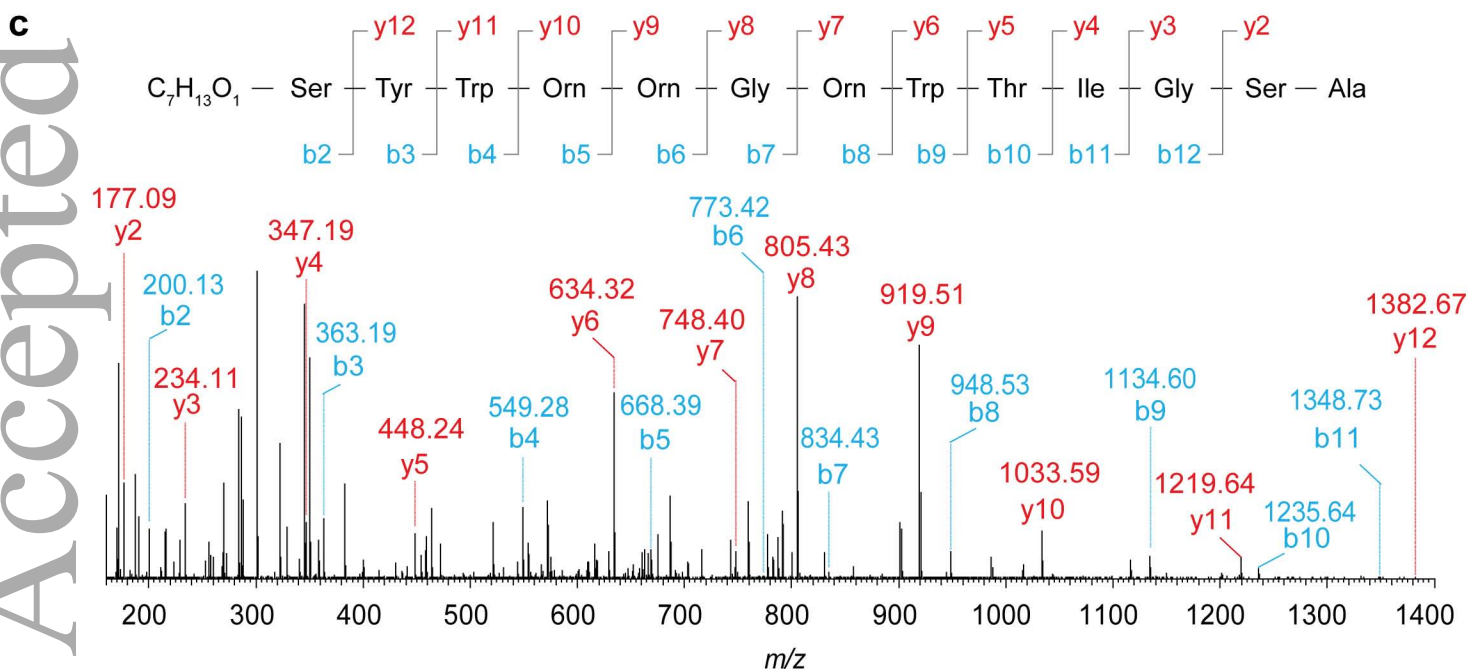 c
Accepted
y12 y11 y10 y9 y8 y7 y6 y5 y4 y3 y2
C7H13O1 — Ser — Tyr — Trp — Orn — Orn — Gly — Orn — Trp — Thr — Ile — Gly — Ser — Ala
b2 b3 b4 b5 b6 b7 b8 b9 b10 b11 b12
177.09
y2
200.13
b2
234.11
y3
347.19
y4
363.19
b3
448.24
y5
549.28
b4
634.32
y6
668.39
b5
748.40
y7
773.42
b6
805.43
y8
834.43
b7
919.51
y9
948.53
b8
1033.59
y10
1134.60
b9
1219.64
y11
1235.64
b10
1348.73
b11
1382.67
y12
200 300 400 500 600 700 800 900 1000 1100 1200 1300 1400
m/z